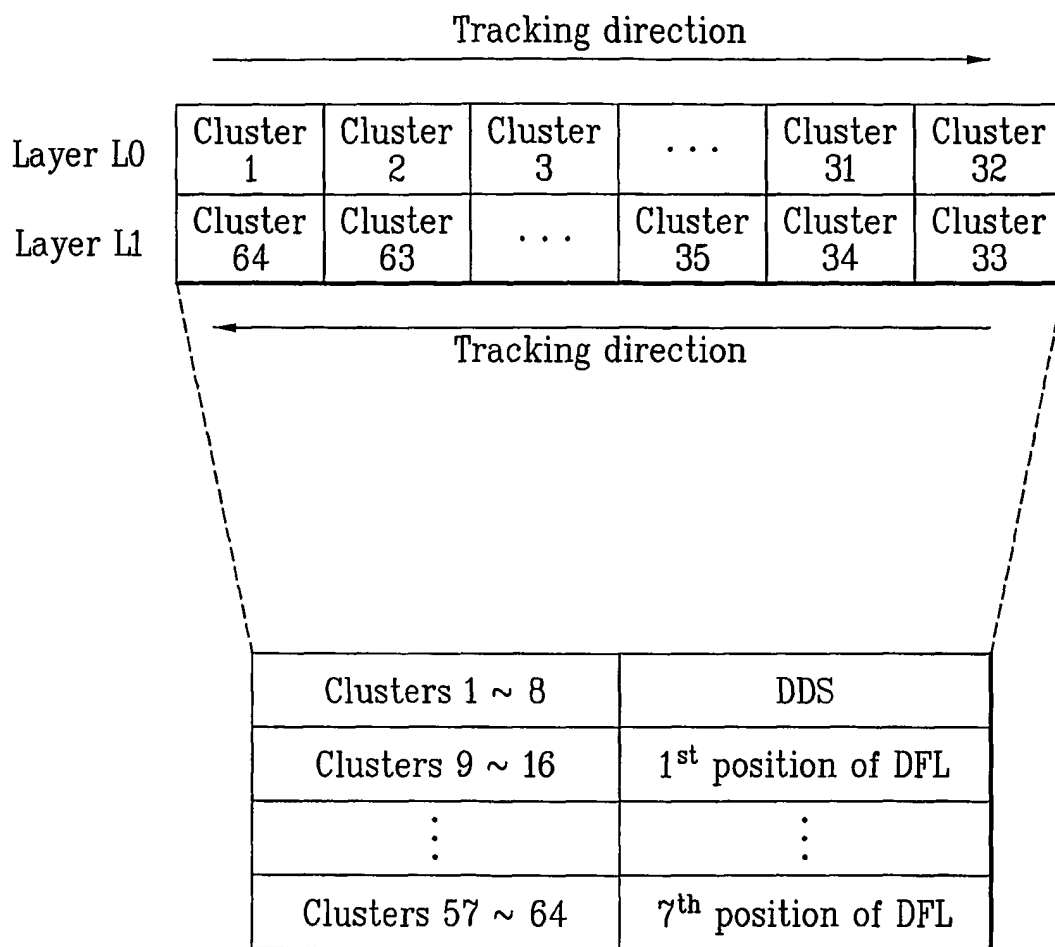 Tracking direction
Layer L0 Cluster 1 Cluster 2 Cluster 3 . . . Cluster 31 Cluster 32
Layer L1 Cluster 64 Cluster 63 . . . Cluster 35 Cluster 34 Cluster 33
Tracking direction
Clusters 1 ~ 8 DDS
Clusters 9 ~ 16 1st position of DFL
⋮ ⋮
Clusters 57 ~ 64 7th position of DFL